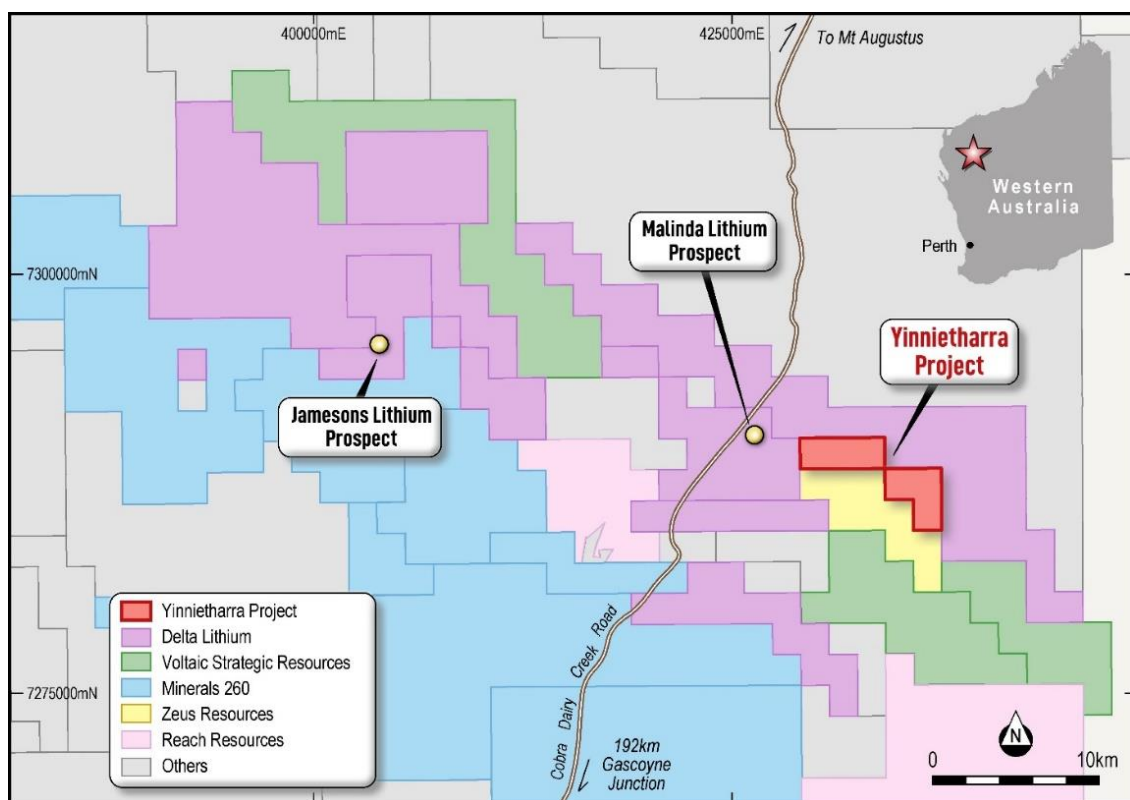 400000mE
425000mE
To Mt Augustus
Western
Australia
Perth
7300000mN
Malinda Lithium
Prospect
Yinnietharra
Project
Jamesons Lithium
Prospect
Yinnietharra Project
Delta Lithium
Voltaic Strategic Resources
Minerals 260
Zeus Resources
Reach Resources
Others
7275000mN
Cobra Dairy Creek Road
192km
Gascoyne
Junction
N
0 10km